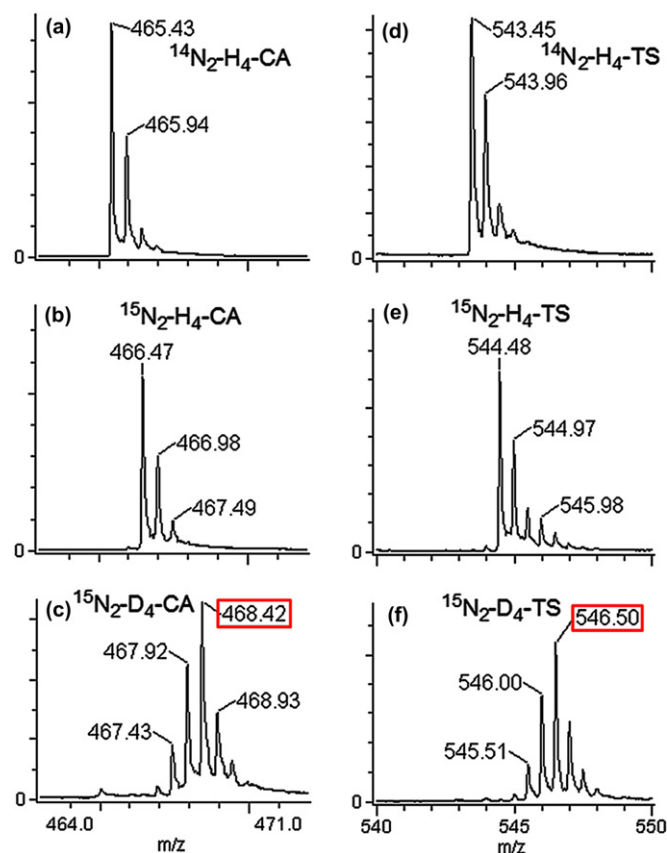 (a)
465.43
¹⁴N₂-H₄-CA
465.94
0
(d)
543.45
¹⁴N₂-H₄-TS
543.96
0
540 545 550
(b)
¹⁵N₂-H₄-CA
466.47
466.98
467.49
0
(e)
¹⁵N₂-H₄-TS
544.48
544.97
545.98
0
(c)
¹⁵N₂-D₄-CA
468.42
467.92
468.93
467.43
0
464.0 471.0
m/z
(f)
¹⁵N₂-D₄-TS
546.50
546.00
545.51
0
540 545 550
m/z